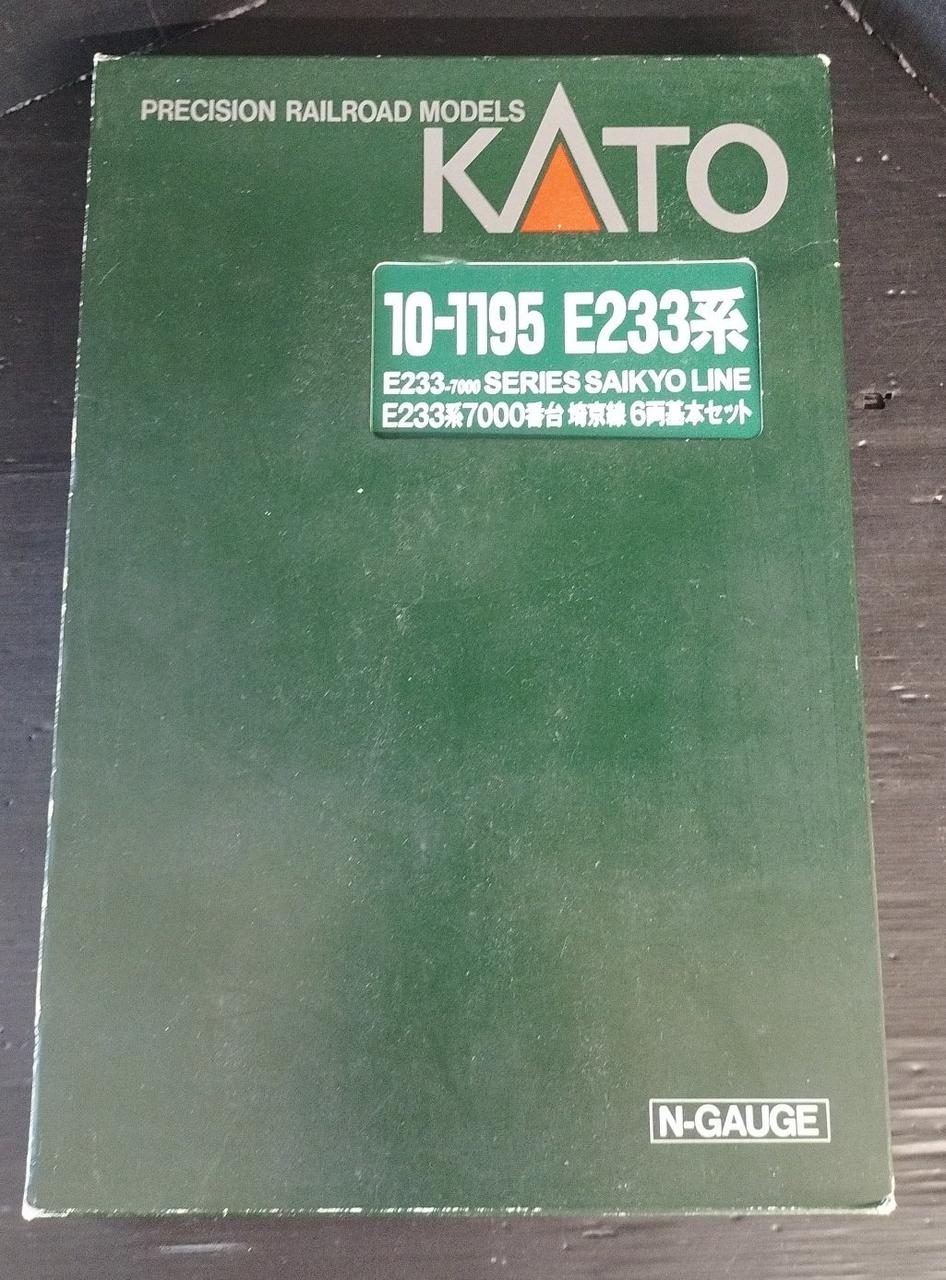 PRECISION RAILROAD MODELS
KATO
10-1195 E233系
E233-7000 SERIES SAIKYO LINE
E233系7000番台 埼京線 6両基本セット
N-GAUGE